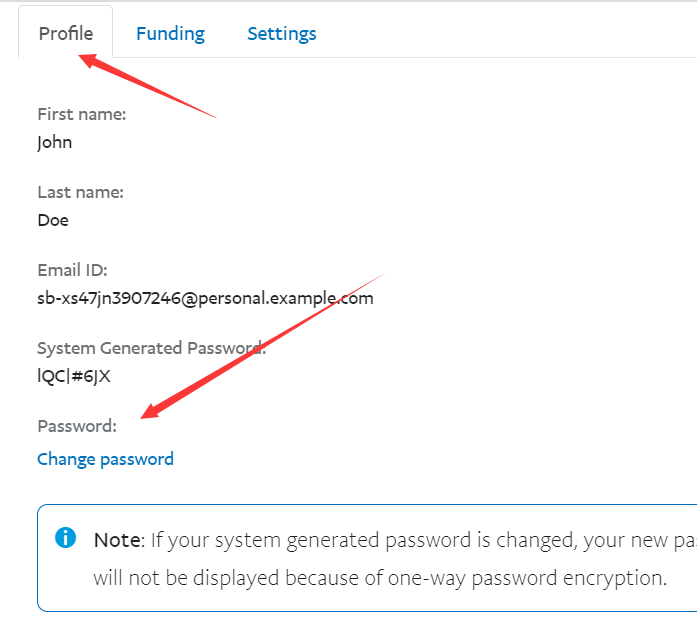 Profile Funding Settings
First name:
John
Last name:
Doe
Email ID:
sb-xs47jn3907246@personal.example.com
System Generated Password:
lQC|#6JX
Password:
Change password
Note: If your system generated password is changed, your new
will not be displayed because of one-way password encryption.